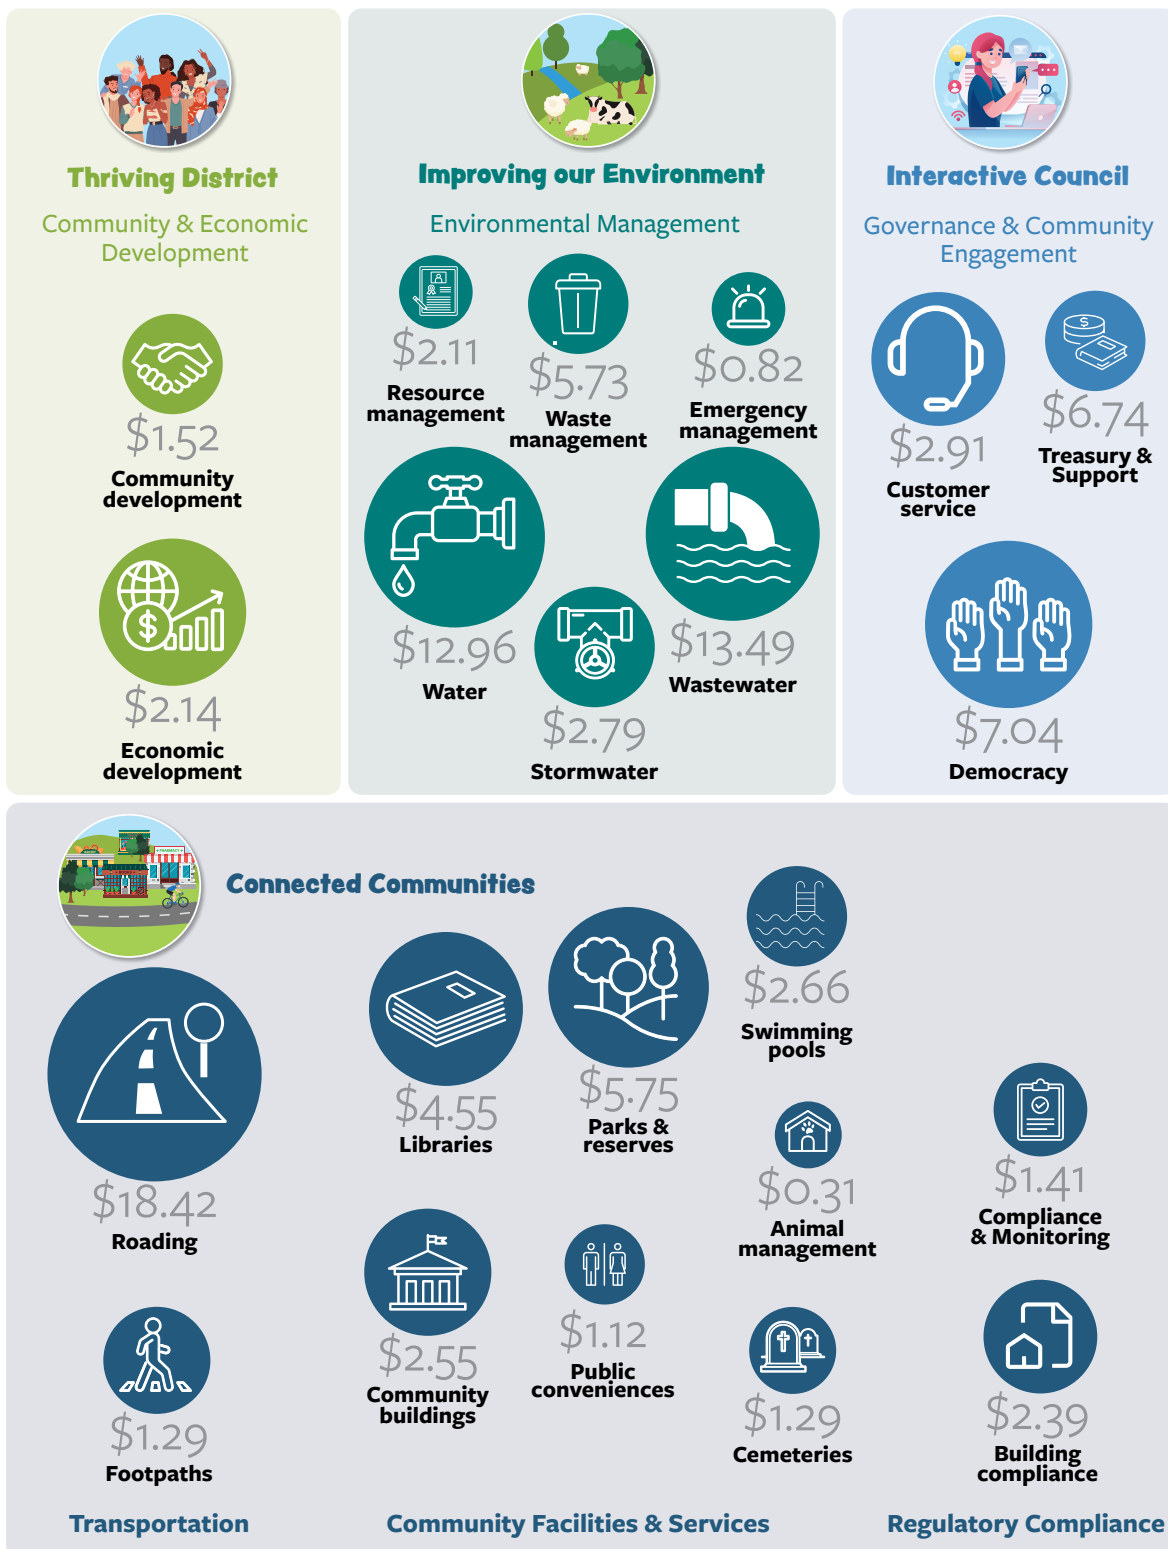 Thriving District
Community & Economic
Development
$1.52
Community
development
$2.14
Economic
development
Improving our Environment
Environmental Management
$2.11
Resource
management
$5.73
Waste
management
$0.82
Emergency
management
$12.96
Water
$13.49
Wastewater
$2.79
Stormwater
Interactive Council
Governance & Community
Engagement
$2.91
Customer
service
$6.74
Treasury &
Support
$7.04
Democracy
Connected Communities
$18.42
Roading
$1.29
Footpaths
Transportation
$4.55
Libraries
$5.75
Parks &
reserves
$2.66
Swimming
pools
$0.31
Animal
management
$2.55
Community
buildings
$1.12
Public
conveniences
$1.29
Cemeteries
Community Facilities & Services
$1.41
Compliance
& Monitoring
$2.39
Building
compliance
Regulatory Compliance